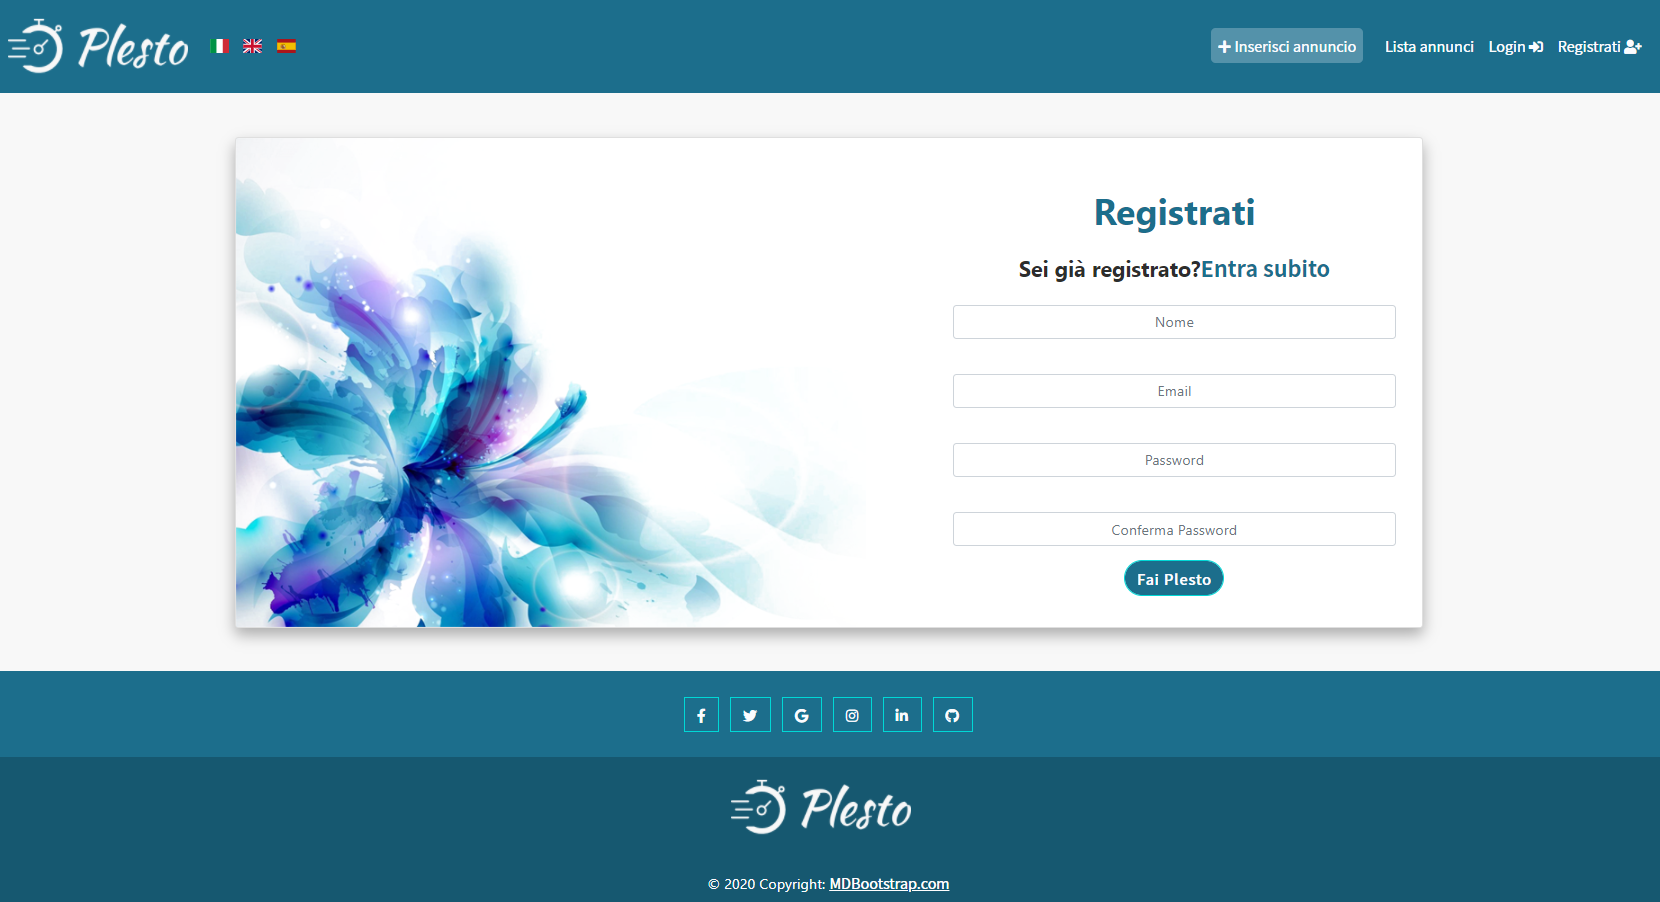 Plesto
Inserisci annuncio Lista annunci Login Registrati
Registrati
Sei già registrato?Entra subito
Nome
Email
Password
Conferma Password
Fai Plesto
Plesto
© 2020 Copyright: MDBootstrap.com